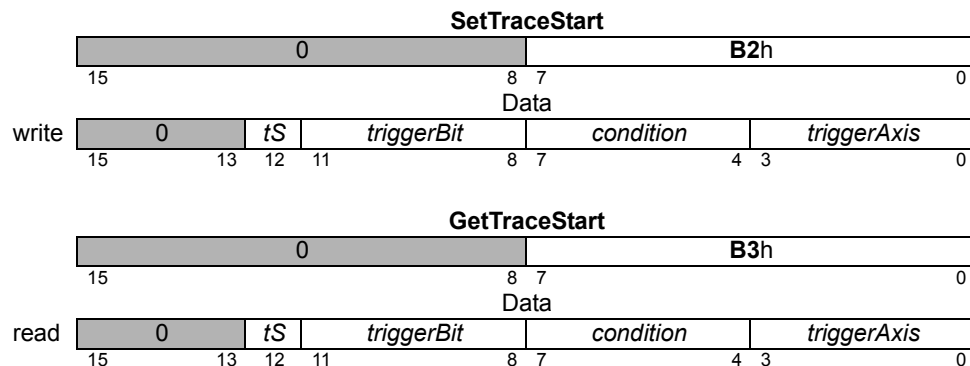 SetTraceStart
0 B2h
15 8 7 0
Data
write 0 tS triggerBit condition triggerAxis
15 13 12 11 8 7 4 3 0
GetTraceStart
0 B3h
15 8 7 0
Data
read 0 tS triggerBit condition triggerAxis
15 13 12 11 8 7 4 3 0